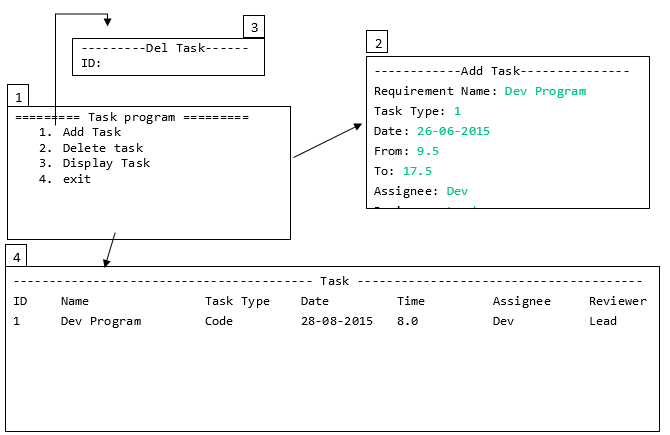 3
---------Del Task------
ID:
2
------------Add Task---------------
Requirement Name: Dev Program
Task Type: 1
Date: 26-06-2015
From: 9.5
To: 17.5
Assignee: Dev
1
========= Task program =========
1. Add Task
2. Delete task
3. Display Task
4. exit
4
----------------------------------------- Task ---------------------------------------
ID Name Task Type Date Time Assignee Reviewer
1 Dev Program Code 28-08-2015 8.0 Dev Lead